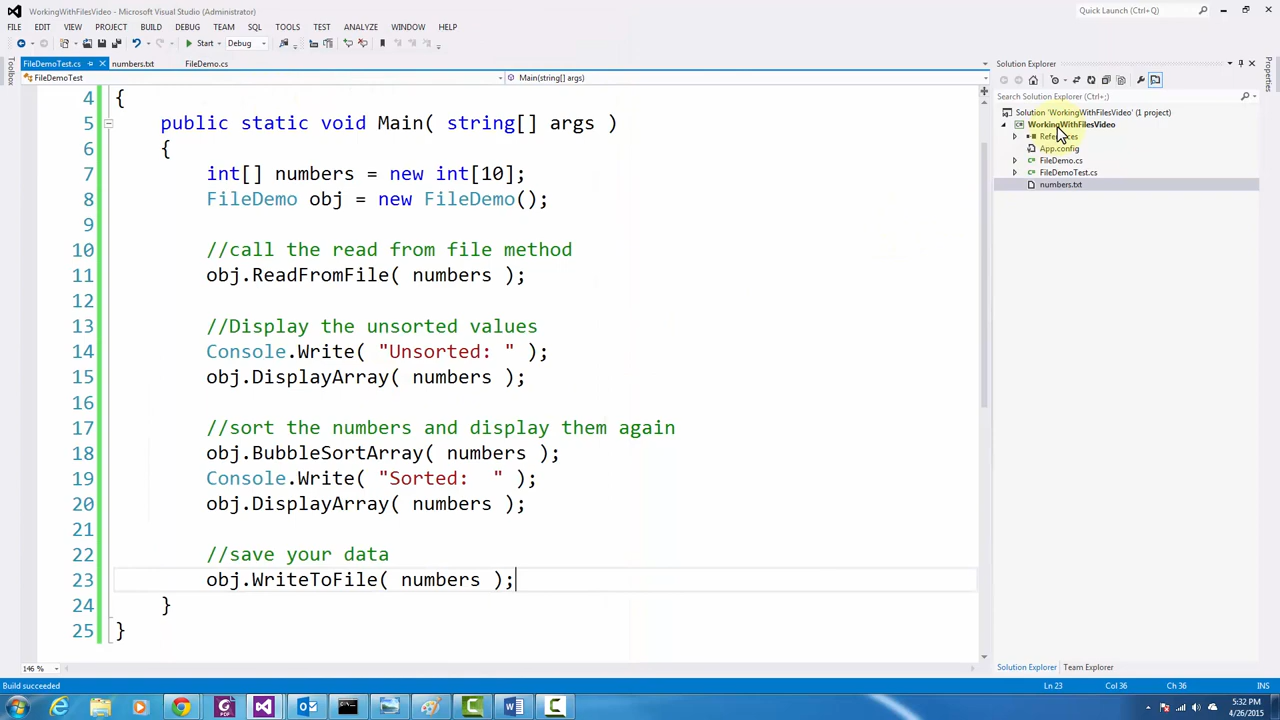 WorkingWithFilesVideo - Microsoft Visual Studio (Administrator)
Quick Launch (Ctrl+Q)
FILE EDIT VIEW PROJECT BUILD DEBUG TEAM SQL TOOLS TEST ANALYZE WINDOW HELP
Start Debug
FileDemoTest.cs numbers.txt FileDemo.cs
FileDemoTest Main(string[] args)
Toolbox
4 {
5 public static void Main( string[] args )
6 {
7 int[] numbers = new int[10];
8 FileDemo obj = new FileDemo();
9
10 //call the read from file method
11 obj.ReadFromFile( numbers );
12
13 //Display the unsorted values
14 Console.Write( "Unsorted: " );
15 obj.DisplayArray( numbers );
16
17 //sort the numbers and display them again
18 obj.BubbleSortArray( numbers );
19 Console.Write( "Sorted:  " );
20 obj.DisplayArray( numbers );
21
22 //save your data
23 obj.WriteToFile( numbers );
24 }
25 }
146 %
Solution Explorer
Search Solution Explorer (Ctrl+;)
Solution 'WorkingWithFilesVideo' (1 project)
WorkingWithFilesVideo
References
App.config
FileDemo.cs
FileDemoTest.cs
numbers.txt
Properties
Solution Explorer Team Explorer
Build succeeded Ln 23 Col 36 Ch 36 INS
5:32 PM
4/26/2015